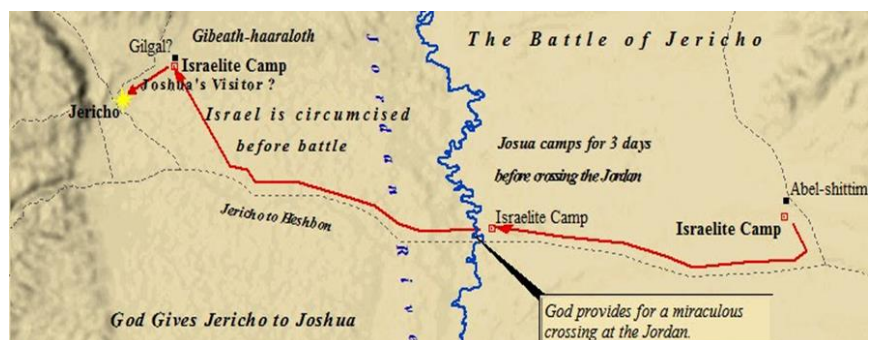 The Battle of Jericho
Gilgal?
Gibeath-haaraloth
Israelite Camp
Joshua's Visitor ?
Jericho
Israel is circumcised
before battle
Jordan Rive
Josua camps for 3 days
before crossing the Jordan
Abel-shittim
Israelite Camp
Israelite Camp
Jericho to Heshbon
God Gives Jericho to Joshua
God provides for a miraculous
crossing at the Jordan.